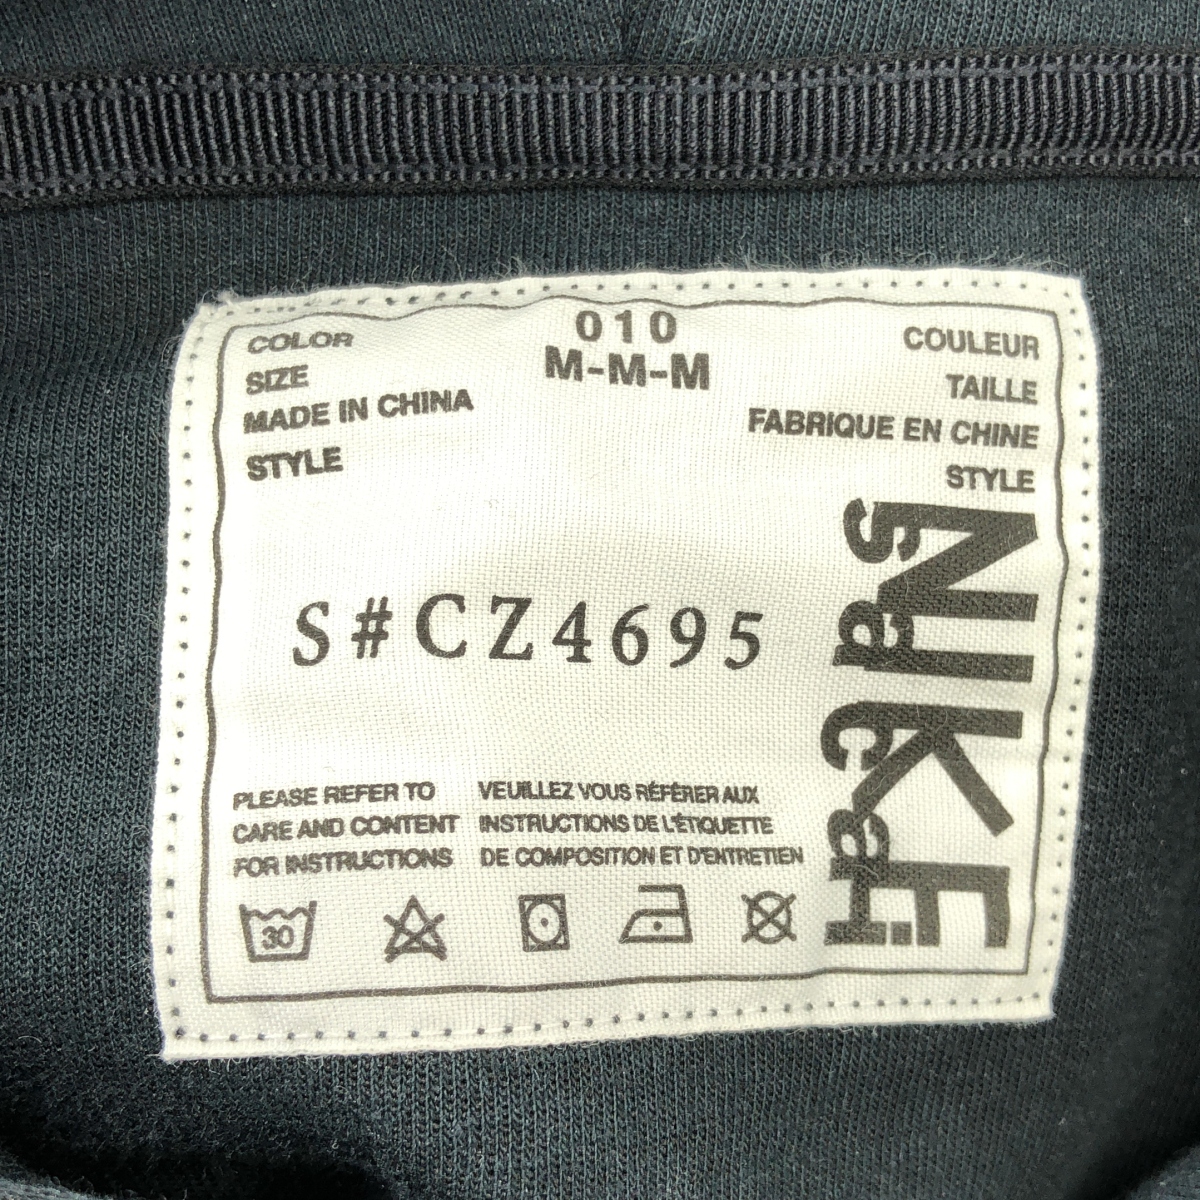 COLOR 010 COULEUR
SIZE M-M-M TAILLE
MADE IN CHINA FABRIQUE EN CHINE
STYLE STYLE
S#CZ4695
NIKE
sacai
PLEASE REFER TO
CARE AND CONTENT
FOR INSTRUCTIONS
VEUILLEZ VOUS RÉFÉRER AUX
INSTRUCTIONS DE L'ÉTIQUETTE
DE COMPOSITION ET D'ENTRETIEN
30